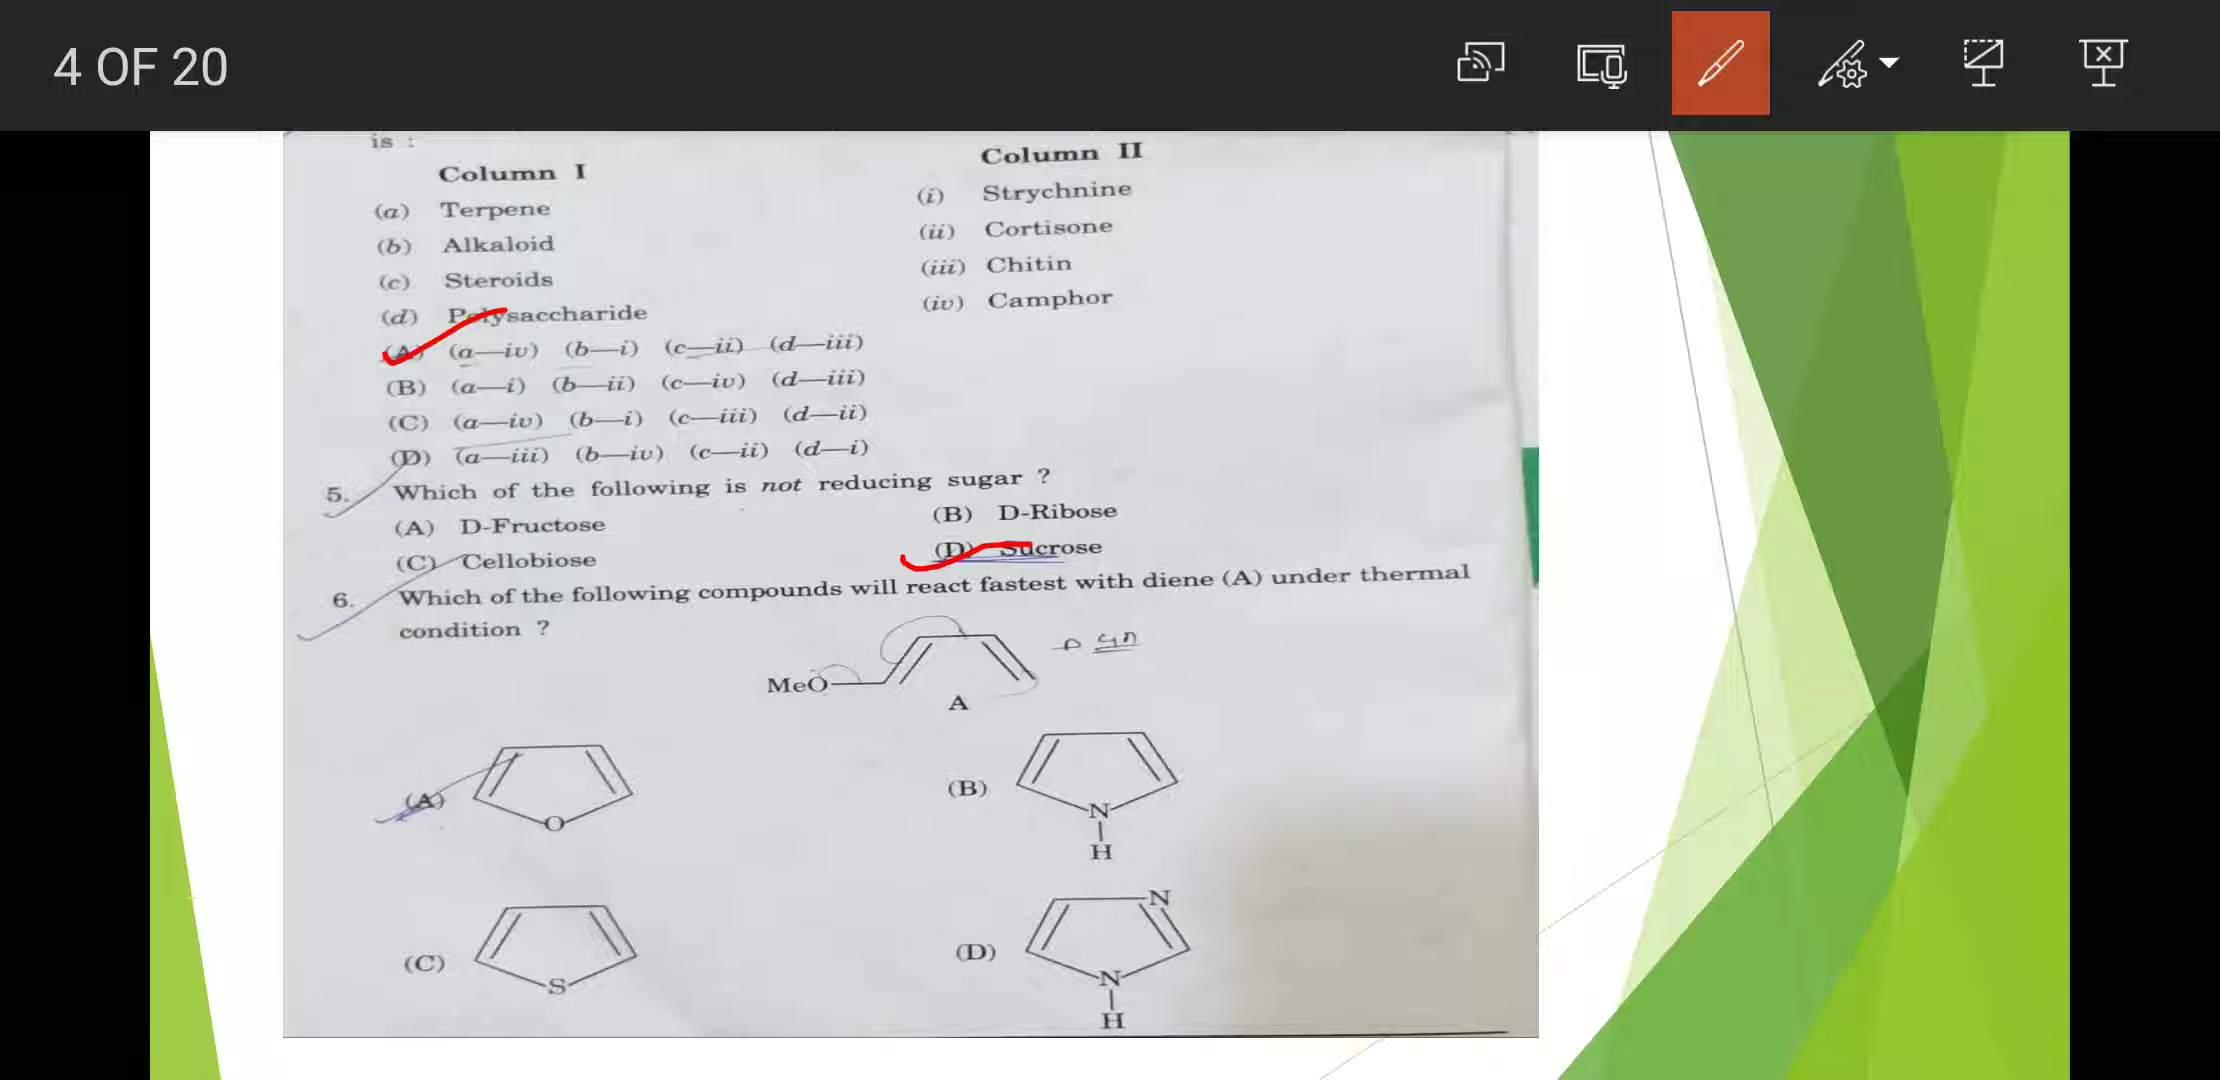 4 OF 20
is :
Column I Column II
(a) Terpene (i) Strychnine
(b) Alkaloid (ii) Cortisone
(c) Steroids (iii) Chitin
(d) Polysaccharide (iv) Camphor
(A) (a—iv) (b—i) (c—ii) (d—iii)
(B) (a—i) (b—ii) (c—iv) (d—iii)
(C) (a—iv) (b—i) (c—iii) (d—ii)
(D) (a—iii) (b—iv) (c—ii) (d—i)
5. Which of the following is not reducing sugar ?
(A) D-Fructose (B) D-Ribose
(C) Cellobiose (D) Sucrose
6. Which of the following compounds will react fastest with diene (A) under thermal
condition ?
MeO
A
(A) O
(B) N
H
(C) S
(D) N
N
H